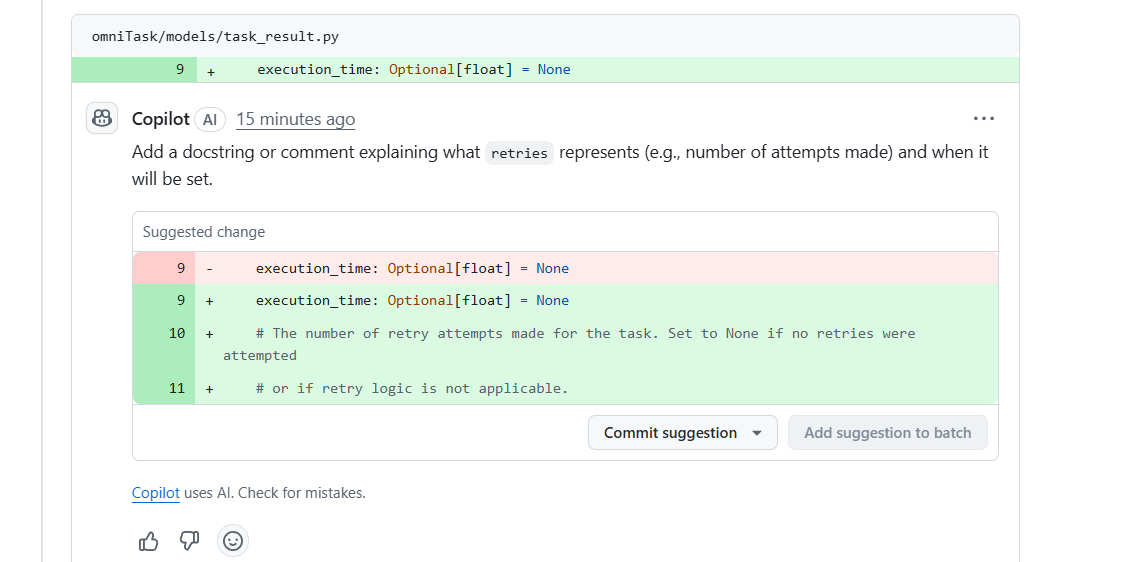 omniTask/models/task_result.py
9 + execution_time: Optional[float] = None
Copilot AI 15 minutes ago
Add a docstring or comment explaining what retries represents (e.g., number of attempts made) and when it
will be set.
Suggested change
9 - execution_time: Optional[float] = None
9 + execution_time: Optional[float] = None
10 + # The number of retry attempts made for the task. Set to None if no retries were
attempted
11 + # or if retry logic is not applicable.
Commit suggestion
Add suggestion to batch
Copilot uses AI. Check for mistakes.